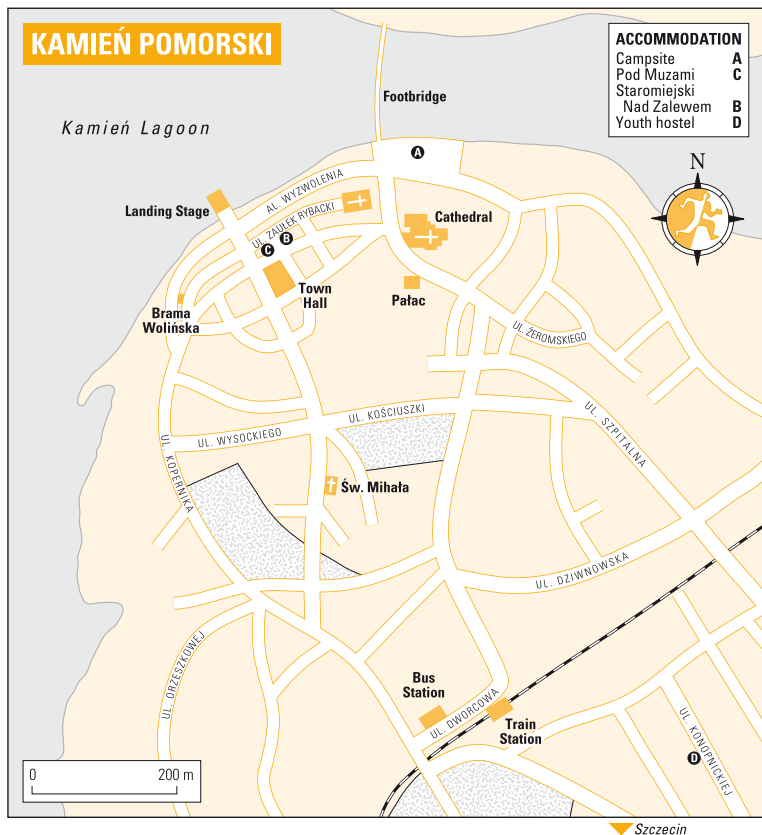 KAMIEŃ POMORSKI
ACCOMMODATION
Campsite A
Pod Muzami C
Staromiejski
Nad Zalewem B
Youth hostel D
Footbridge
Kamień Lagoon
A
N
AL. WYZWOLENIA
Landing Stage
UL. ZAULEK RYBACKI
Cathedral
B
C
Town
Hall
Pałac
Brama
Wolińska
UL. ŻEROMSKIEGO
UL. KOŚCIUSZKI
UL. WYSOCKIEGO
UL. SZPITALNA
UL. KOPERNIKA
Św. Mihała
UL. DZIWNOWSKA
UL. ORZESZKOWEJ
Bus
Station
UL. DWORCOWA
Train
Station
UL. KONOPNICKIEJ
D
0 200 m
Szczecin